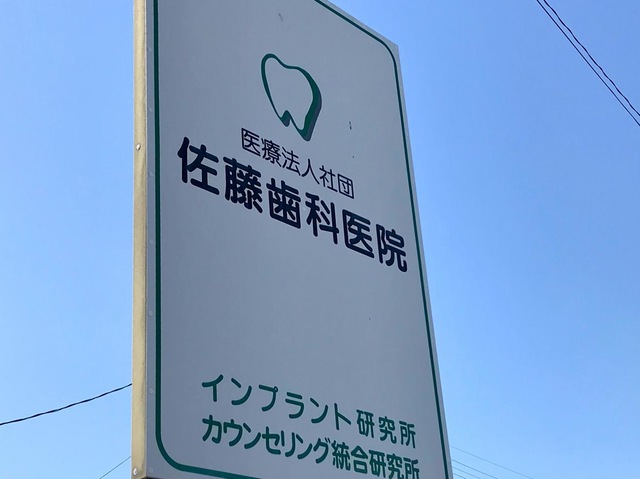 医療法人社団
佐藤歯科医院
インプラント研究所
カウンセリング統合研究所